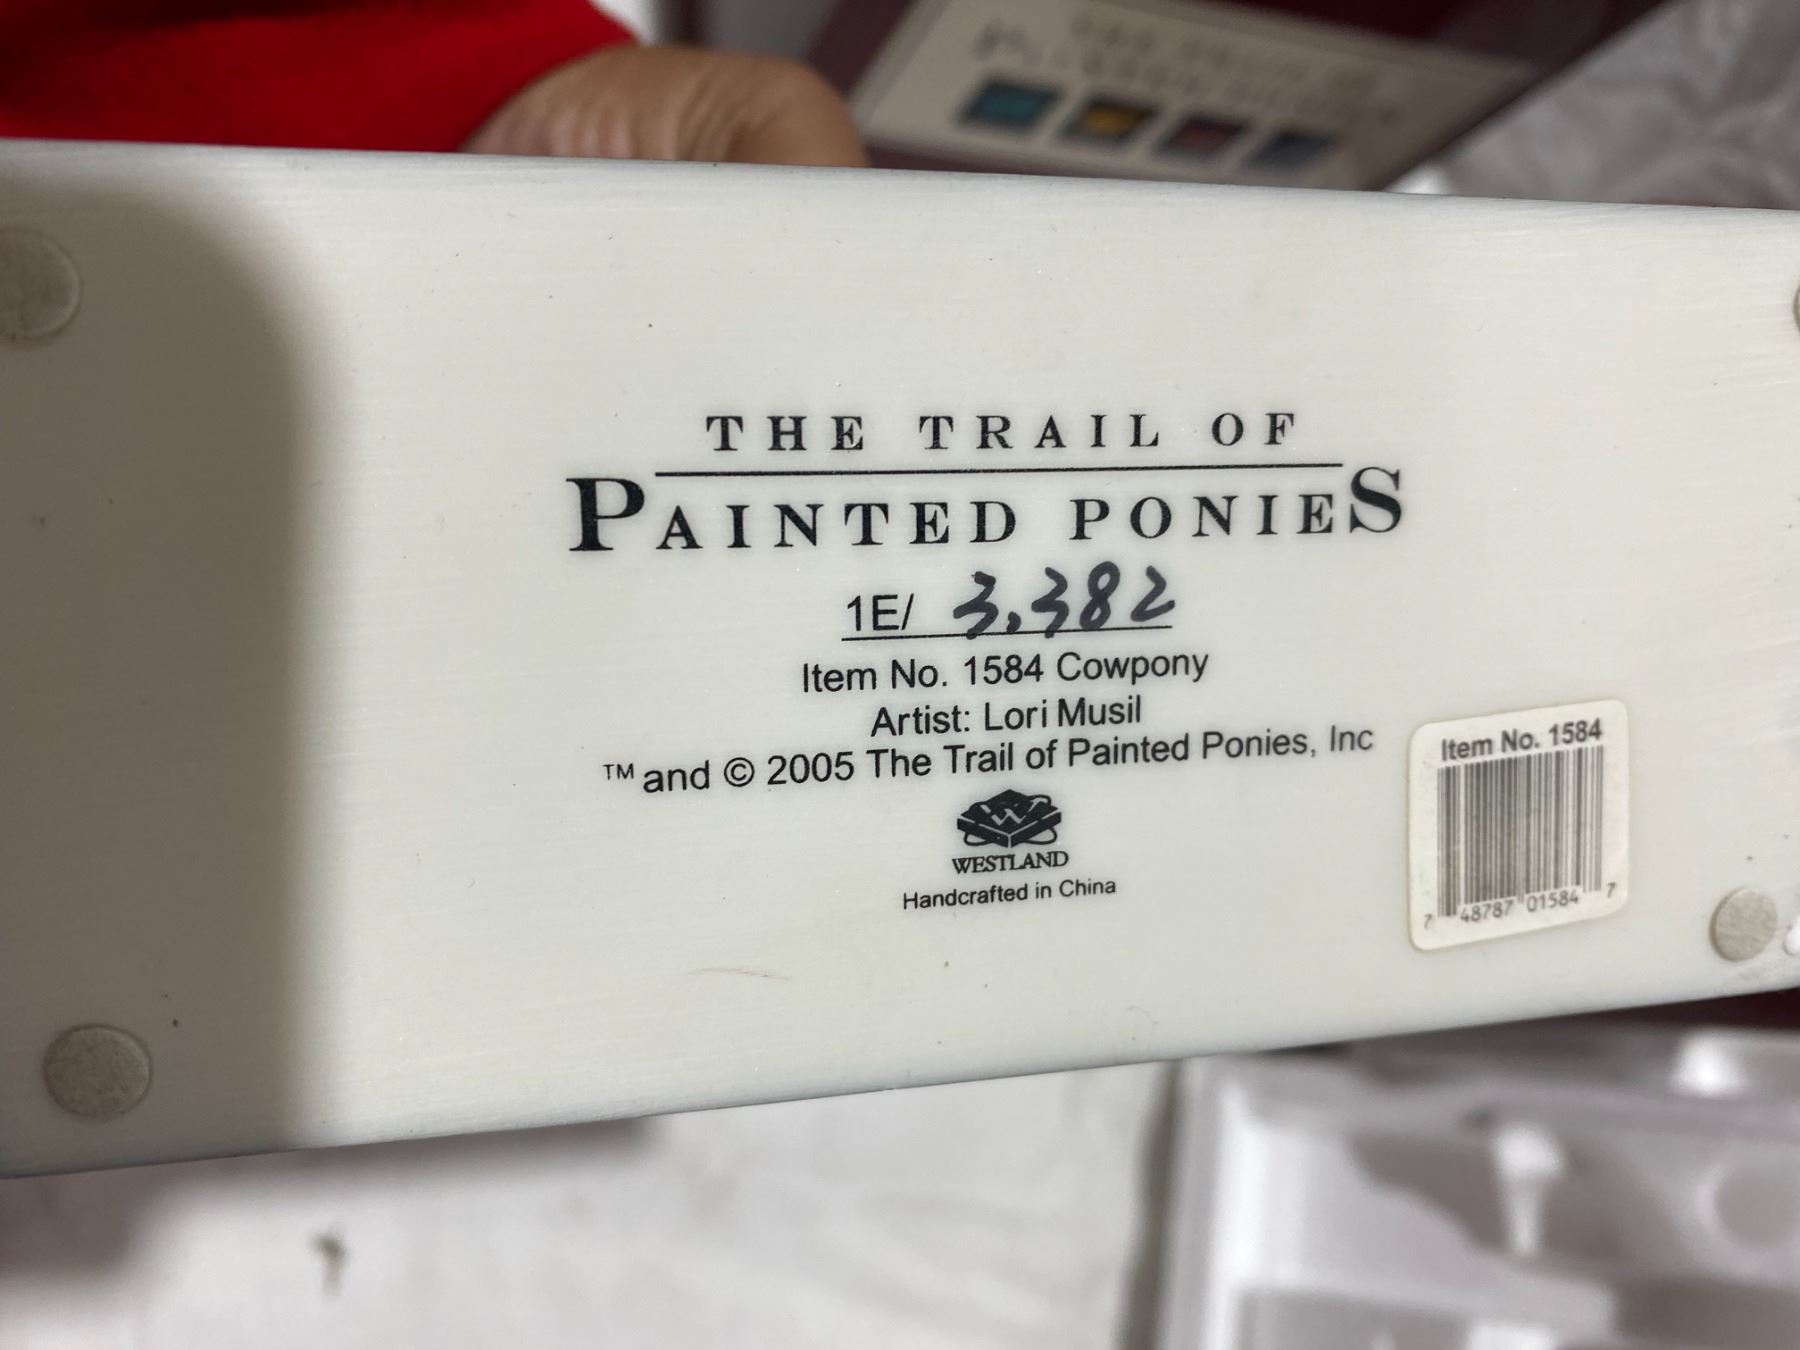 THE TRAIL OF
PAINTED PONIES
1E/ 3,382
Item No. 1584 Cowpony
Artist: Lori Musil
™ and © 2005 The Trail of Painted Ponies, Inc
W
WESTLAND
Handcrafted in China
Item No. 1584
7 48787 01584 7